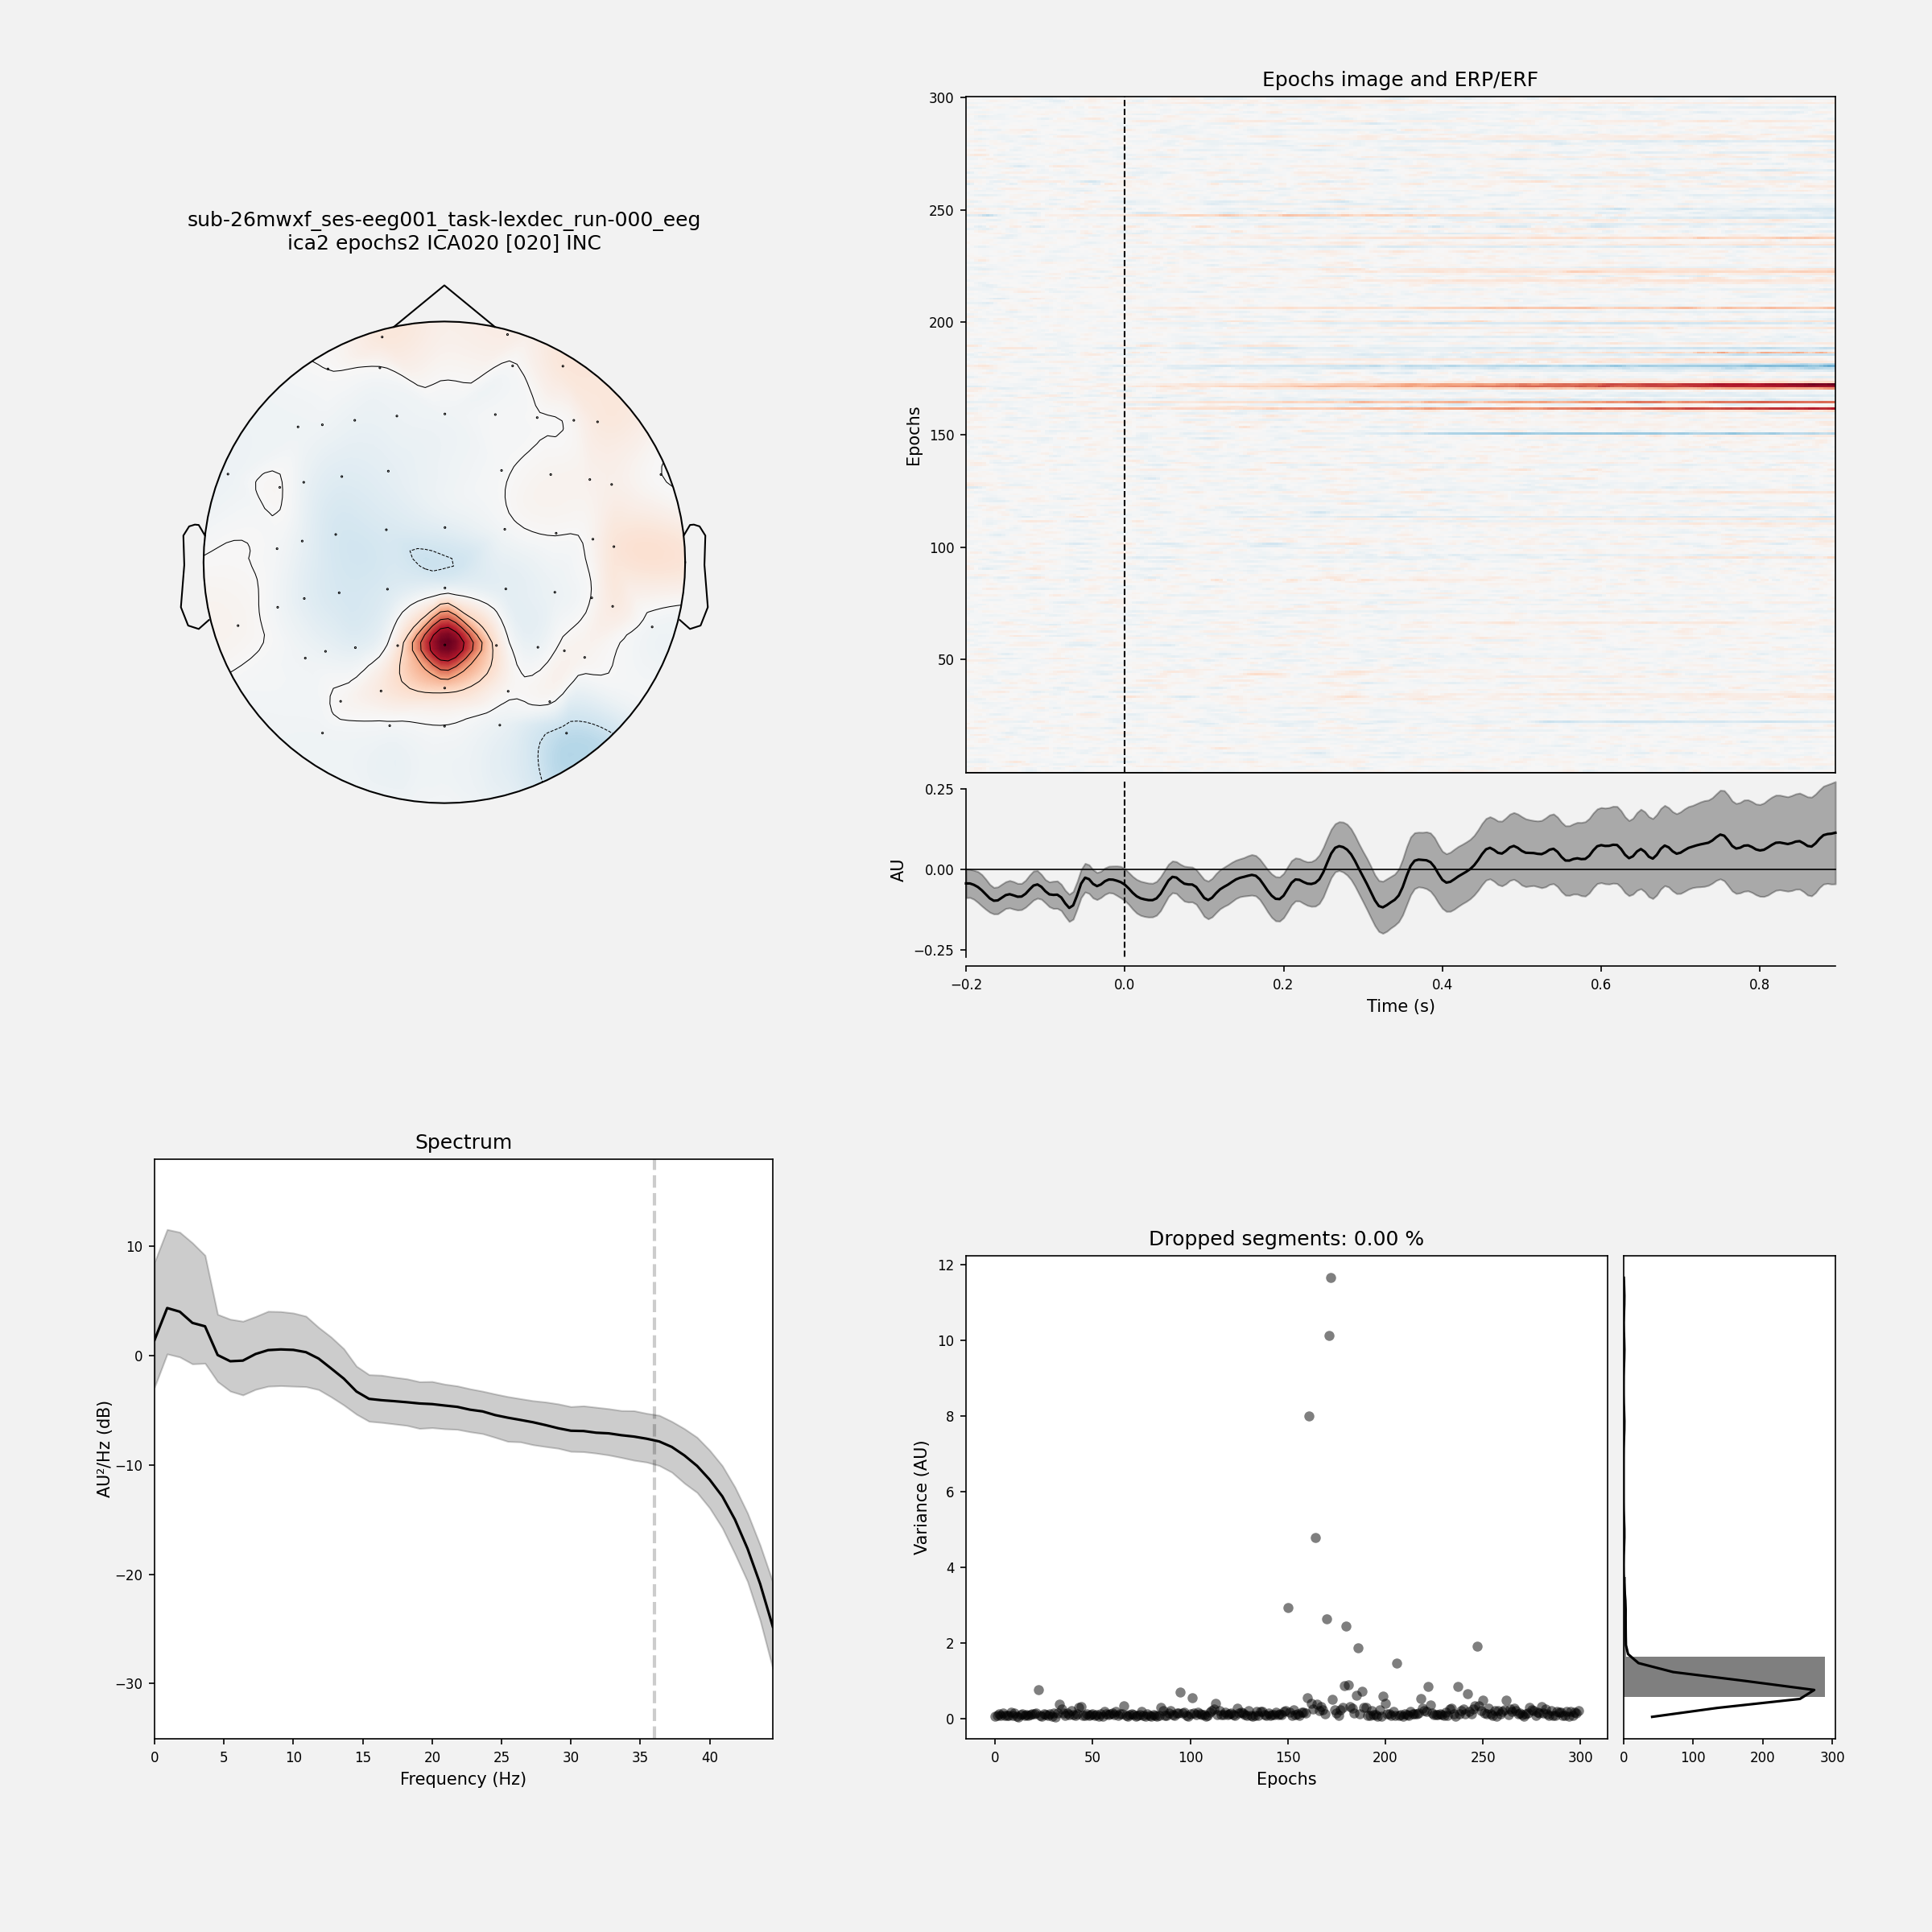 sub-26mwxf_ses-eeg001_task-lexdec_run-000_eeg
ica2 epochs2 ICA020 [020] INC
Epochs image and ERP/ERF
300
250
200
150
100
50
Epochs
0.25
0.00
−0.25
AU
−0.2 0.0 0.2 0.4 0.6 0.8
Time (s)
Spectrum
10
0
−10
−20
−30
AU²/Hz (dB)
0 5 10 15 20 25 30 35 40
Frequency (Hz)
Dropped segments: 0.00 %
12
10
8
6
4
2
0
Variance (AU)
0 50 100 150 200 250 300
Epochs
0 100 200 300